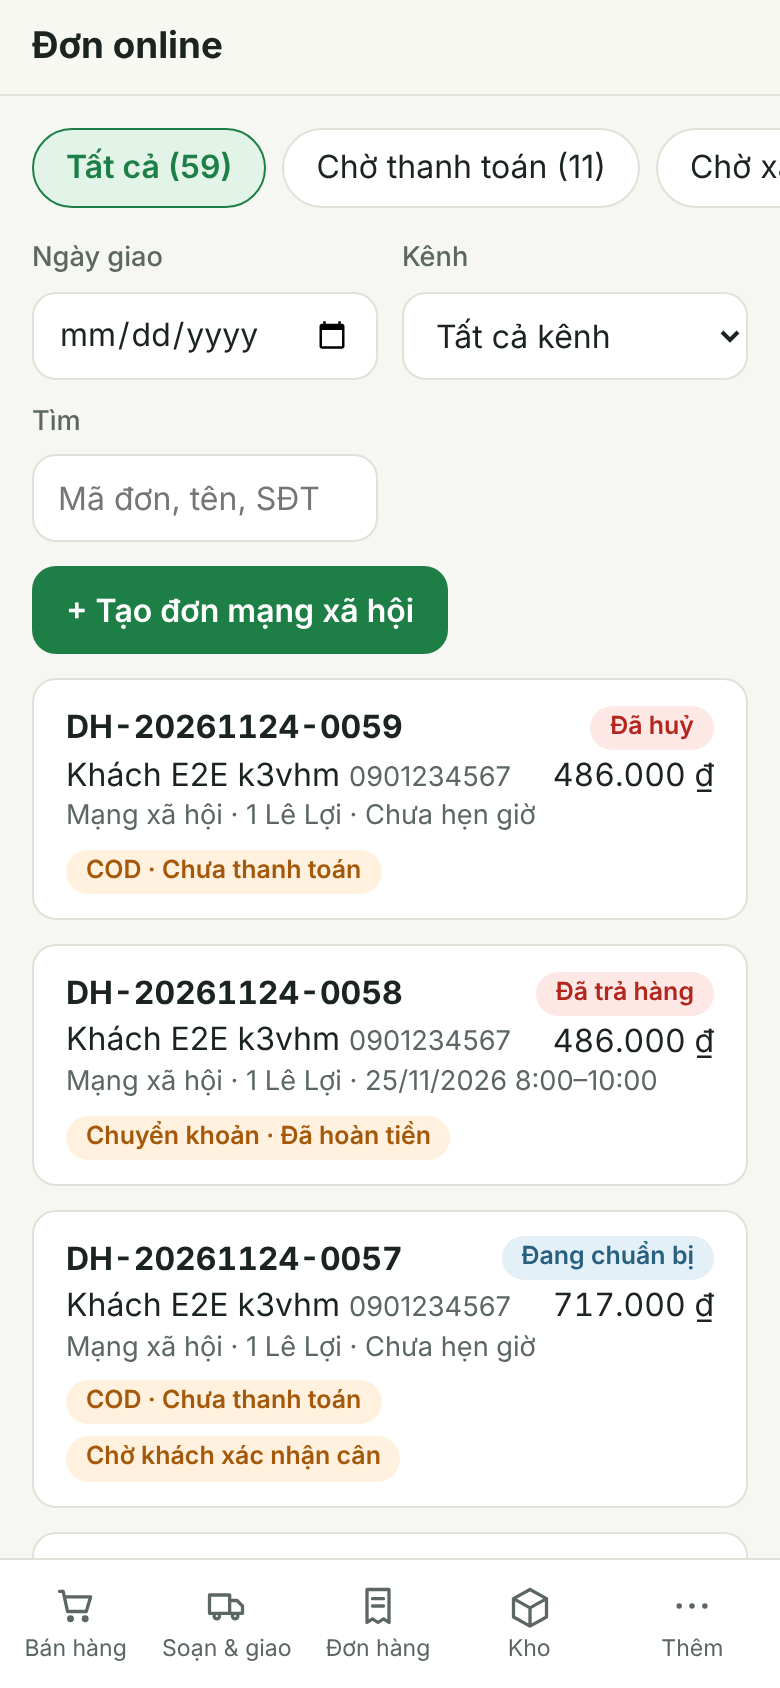 Đơn online
Tất cả (59)
Chờ thanh toán (11)
Chờ
Ngày giao
Kênh
mm/dd/yyyy
Tất cả kênh
Tìm
Mã đơn, tên, SĐT
+ Tạo đơn mạng xã hội
DH-20261124-0059
Đã huỷ
Khách E2E k3vhm 0901234567
486.000 ₫
Mạng xã hội · 1 Lê Lợi · Chưa hẹn giờ
COD · Chưa thanh toán
DH-20261124-0058
Đã trả hàng
Khách E2E k3vhm 0901234567
486.000 ₫
Mạng xã hội · 1 Lê Lợi · 25/11/2026 8:00–10:00
Chuyển khoản · Đã hoàn tiền
DH-20261124-0057
Đang chuẩn bị
Khách E2E k3vhm 0901234567
717.000 ₫
Mạng xã hội · 1 Lê Lợi · Chưa hẹn giờ
COD · Chưa thanh toán
Chờ khách xác nhận cân
Bán hàng
Soạn & giao
Đơn hàng
Kho
Thêm